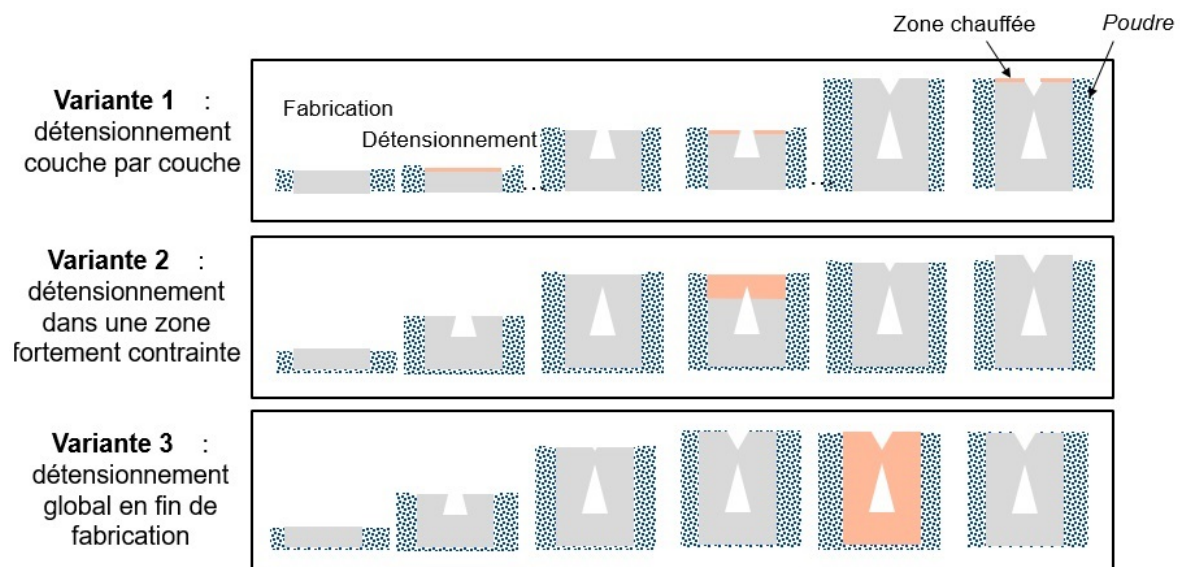 Zone chauffée
Poudre
Variante 1 :
détensionnement
couche par couche
Fabrication
Détensionnement
...
...
Variante 2 :
détensionnement
dans une zone
fortement contrainte
Variante 3 :
détensionnement
global en fin de
fabrication